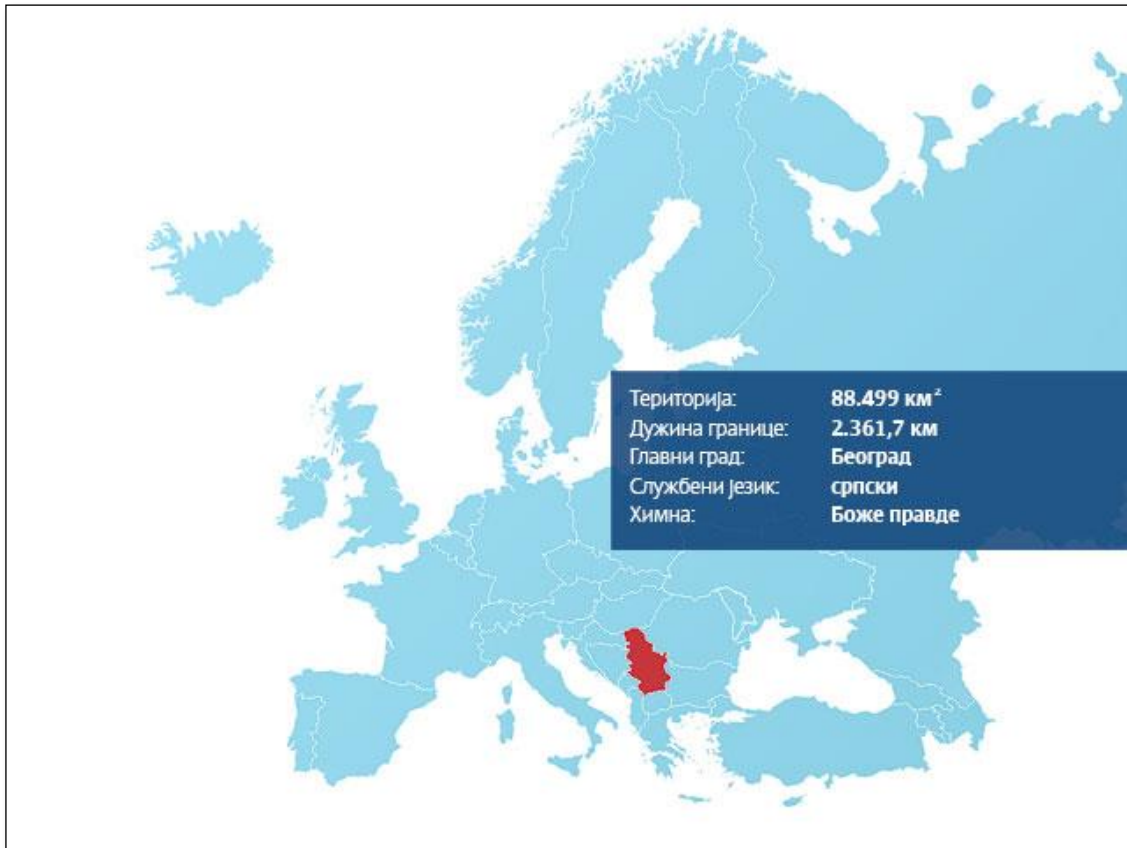 Територија: 88.499 км²
Дужина границе: 2.361,7 км
Главни град: Београд
Службени језик: српски
Химна: Боже правде